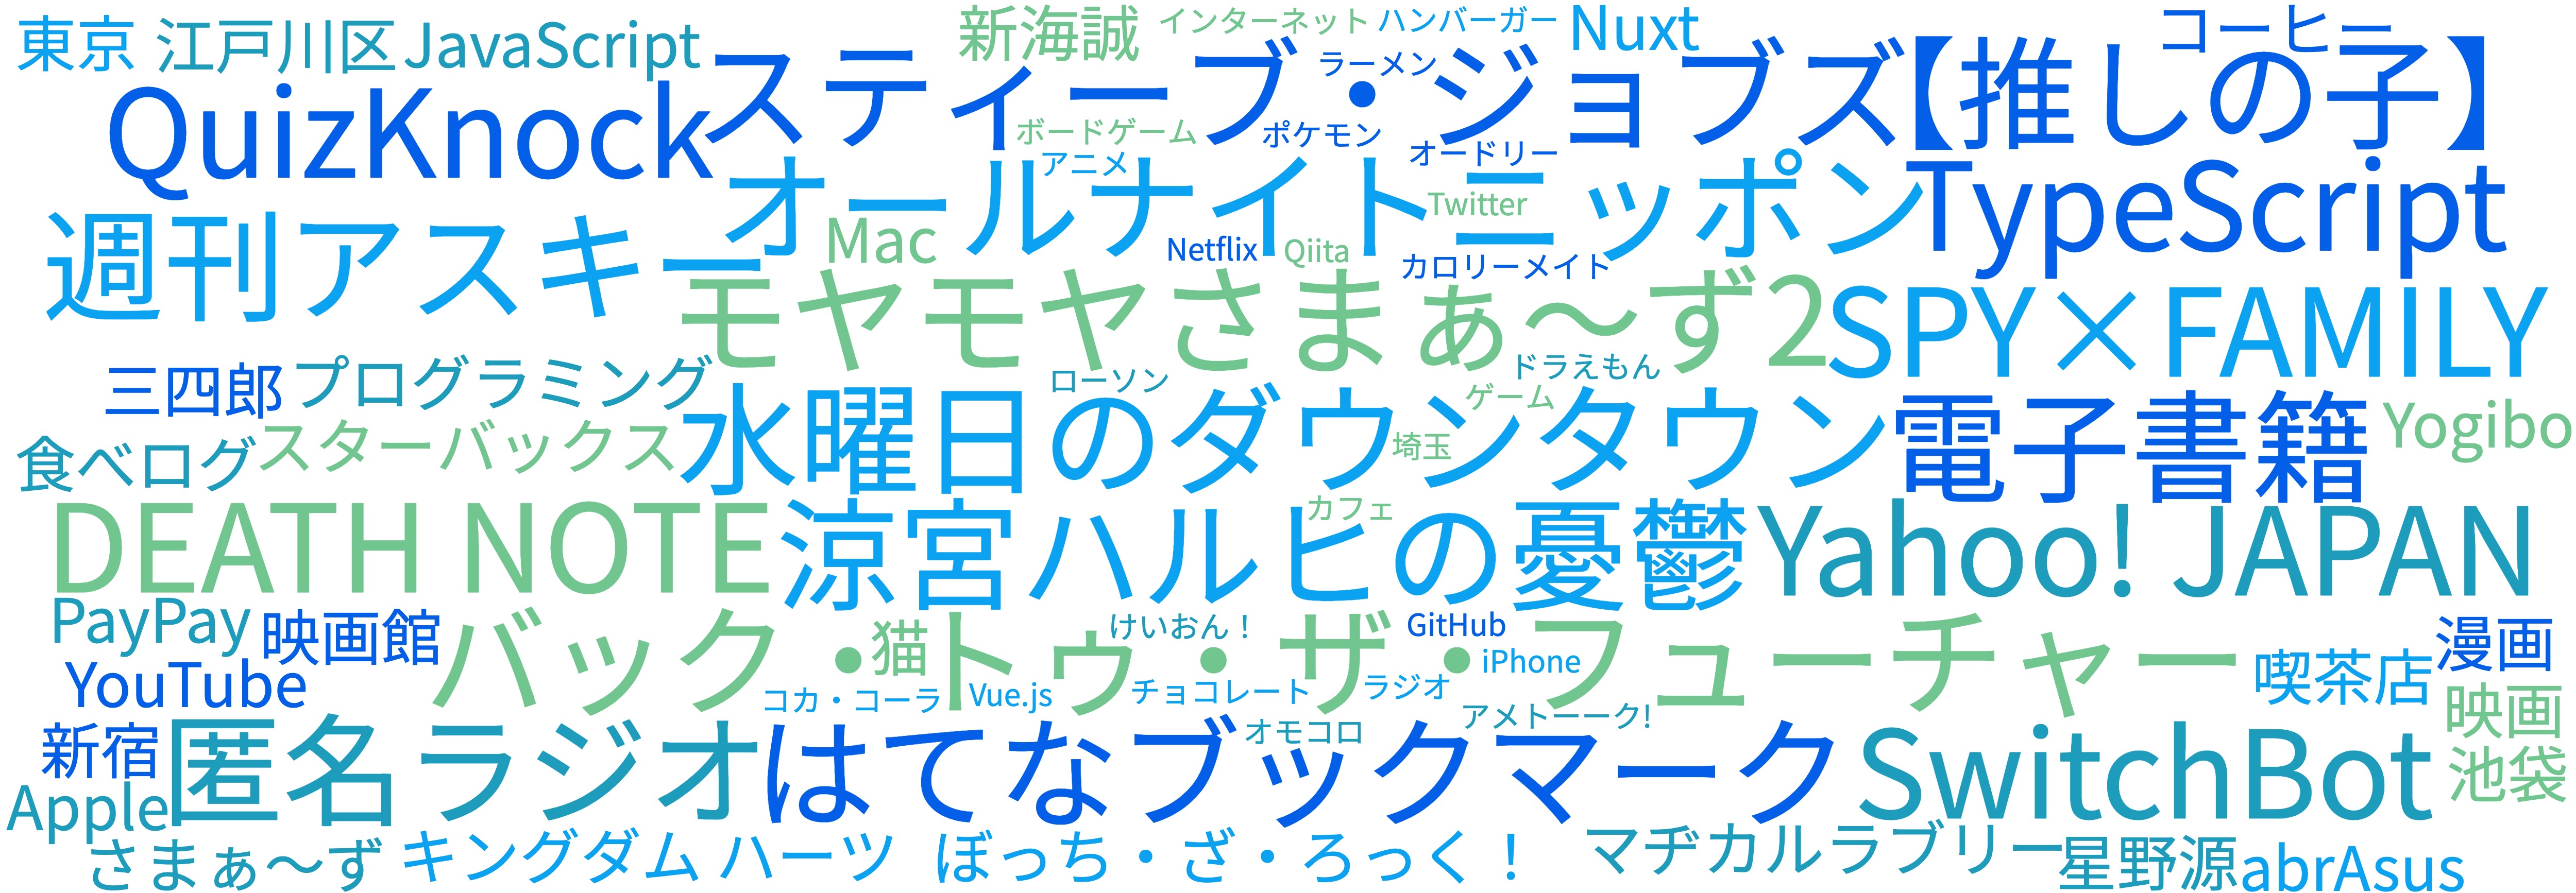 東京
江戸川区
JavaScript
新海誠
インターネット
ハンバーガー
Nuxt
コーヒー
QuizKnock
スティーブ・ジョブズ
ラーメン
【推しの子】
ボードゲーム
ポケモン
アニメ
オードリー
週刊アスキー
オールナイトニッポン
Twitter
TypeScript
Mac
Netflix
Qiita
カロリーメイト
モヤモヤさまぁ〜ず2
SPY×FAMILY
三四郎
プログラミング
ローソン
ドラえもん
ゲーム
食べログ
スターバックス
水曜日のダウンタウン
埼玉
電子書籍
Yogibo
DEATH NOTE
涼宮ハルヒの憂鬱
カフェ
Yahoo! JAPAN
PayPay
映画館
バック・トゥ・ザ・フューチャー
猫
けいおん！
GitHub
iPhone
漫画
YouTube
コカ・コーラ
Vue.js
チョコレート
ラジオ
喫茶店
映画
新宿
匿名ラジオ
はてなブックマーク
オモコロ
アメトーーク!
SwitchBot
池袋
Apple
さまぁ〜ず
キングダム ハーツ
ぼっち・ざ・ろっく！
マヂカルラブリー
星野源
abrAsus